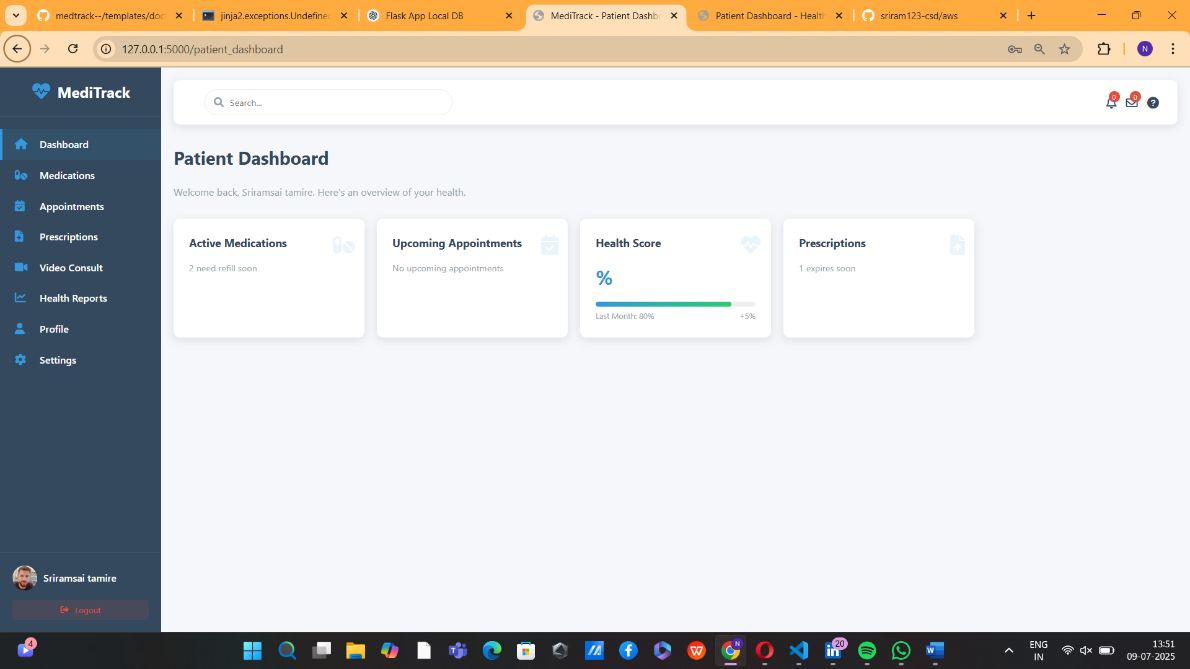 medtrack--/templates/doc
jinja2.exceptions.Undefine
Flask App Local DB
MediTrack - Patient Dashb
Patient Dashboard - Healt
sriram123-csd/aws
127.0.0.1:5000/patient_dashboard
N
MediTrack
Search...
0
0
?
Dashboard
Medications
Appointments
Prescriptions
Video Consult
Health Reports
Profile
Settings
Patient Dashboard
Welcome back, Sriramsai tamire. Here's an overview of your health.
Active Medications
2 need refill soon
Upcoming Appointments
No upcoming appointments
Health Score
%
Last Month: 80%
+5%
Prescriptions
1 expires soon
Sriramsai tamire
Logout
4
N
20
ENG
IN
13:51
09-07-2025